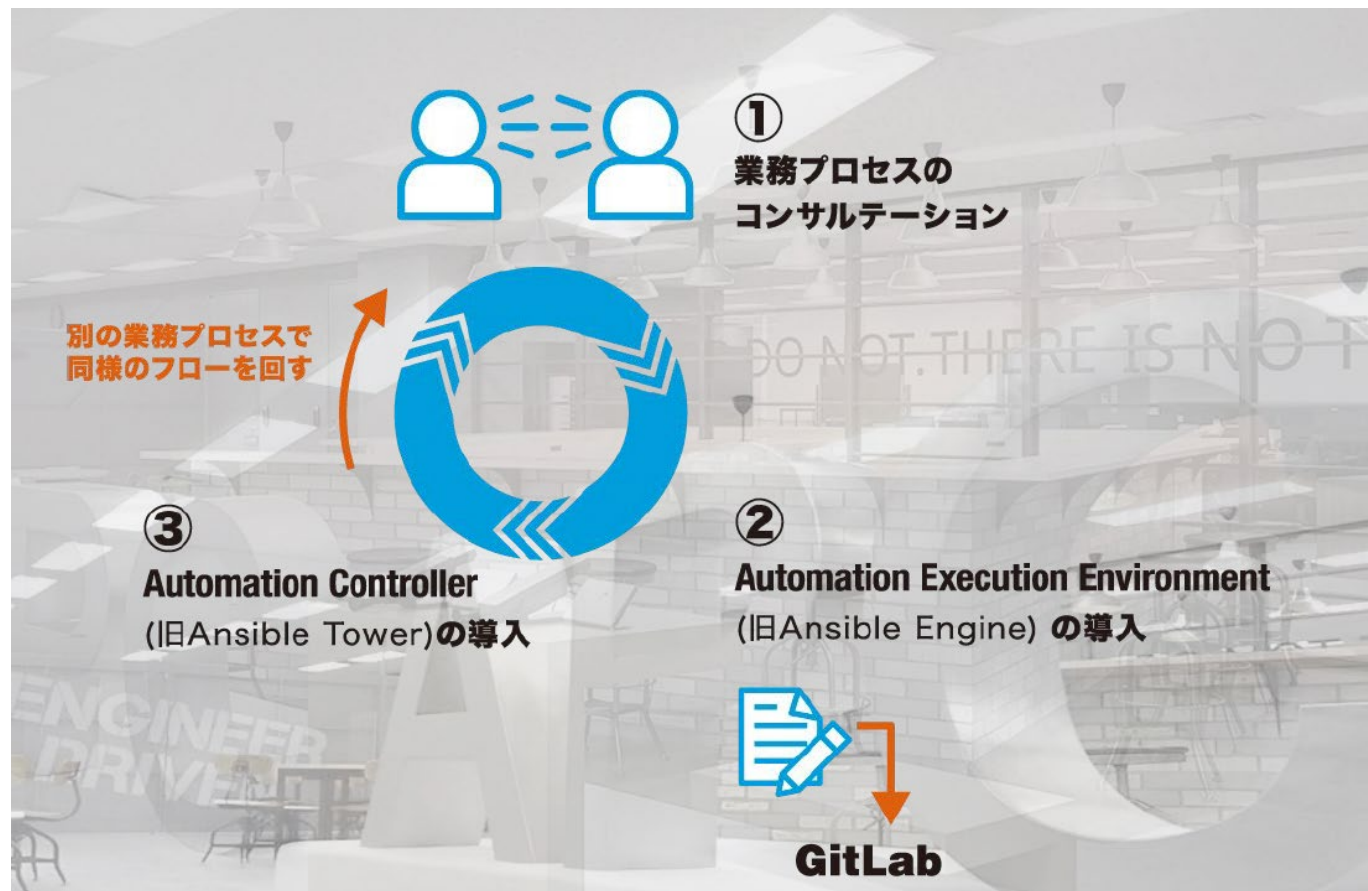 ①
業務プロセスの
コンサルテーション
別の業務プロセスで
同様のフローを回す
③
Automation Controller
(旧Ansible Tower)の導入
②
Automation Execution Environment
(旧Ansible Engine) の導入
GitLab
DO NOT.THERE IS NO T
ENGINEER
DRIVE